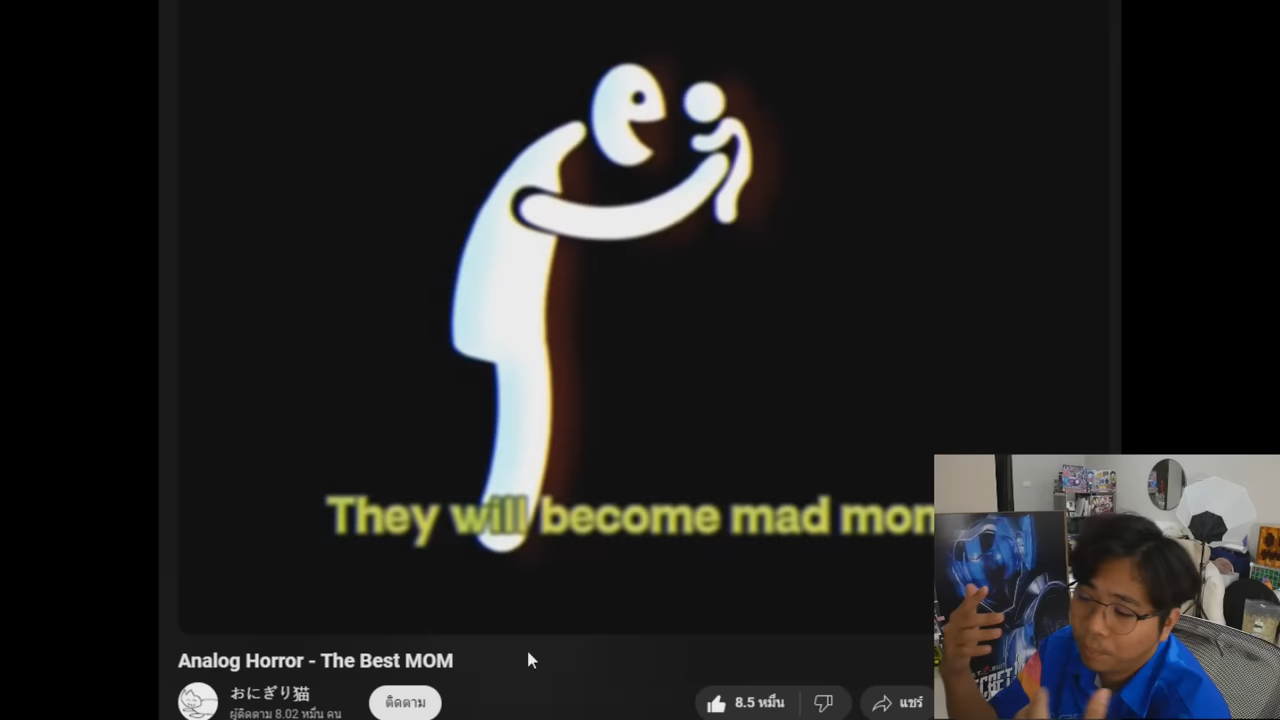 They will become mad mon
Analog Horror - The Best MOM
おにぎり猫
ผู้ติดตาม 8.02 หมื่น คน
ติดตาม
8.5 หมื่น
แชร์